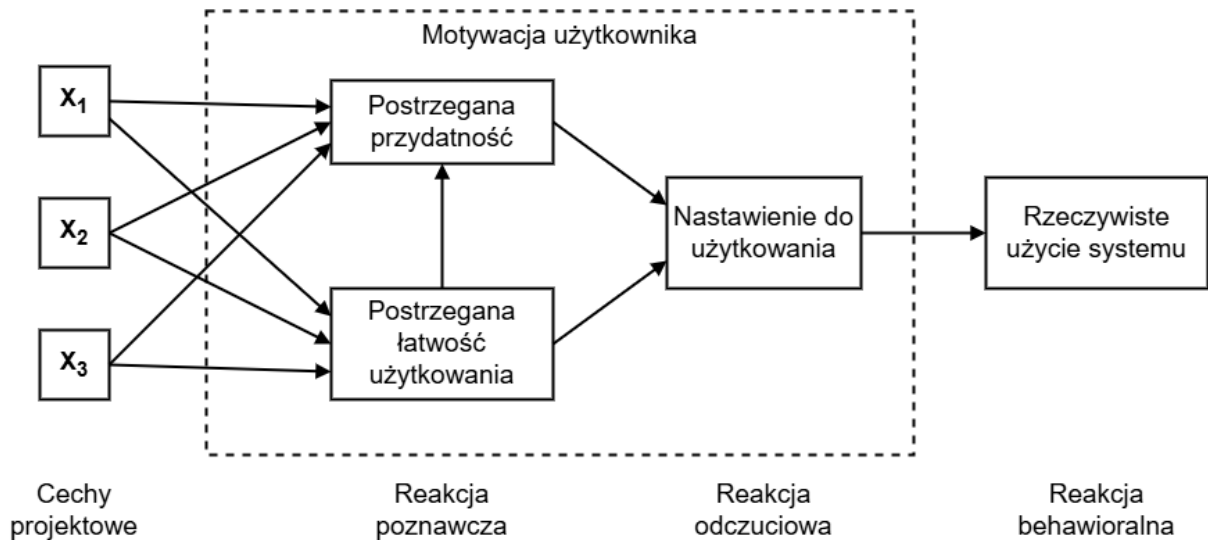 Motywacja użytkownika
X1
Postrzegana
przydatność
X2
Nastawienie do
użytkowania
Rzeczywiste
użycie systemu
X3
Postrzegana
łatwość
użytkowania
Cechy
projektowe
Reakcja
poznawcza
Reakcja
odczuciowa
Reakcja
behawioralna